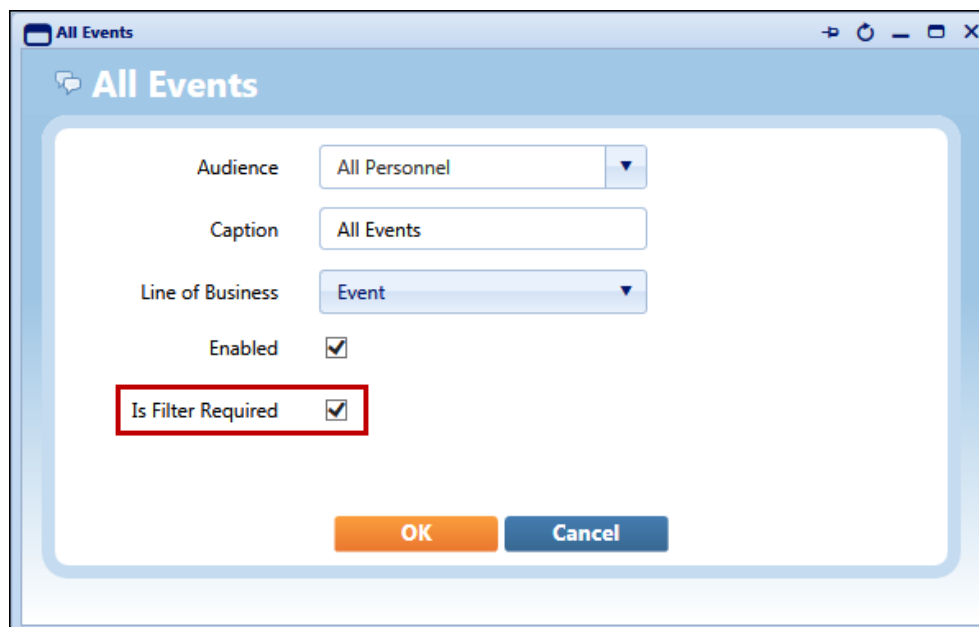 All Events
All Events
Audience All Personnel
Caption All Events
Line of Business Event
Enabled
Is Filter Required
OK Cancel